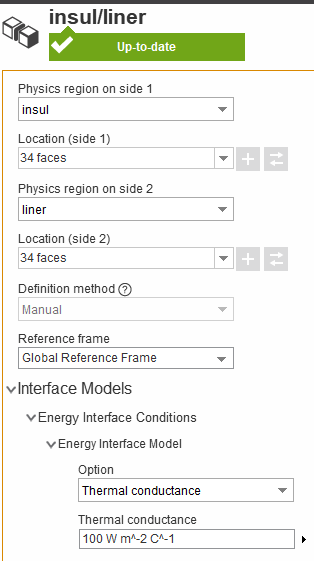 insul/liner
Up-to-date
Physics region on side 1
insul
Location (side 1)
34 faces
Physics region on side 2
liner
Location (side 2)
34 faces
Definition method ?
Manual
Reference frame
Global Reference Frame
Interface Models
Energy Interface Conditions
Energy Interface Model
Option
Thermal conductance
Thermal conductance
100 W m^-2 C^-1